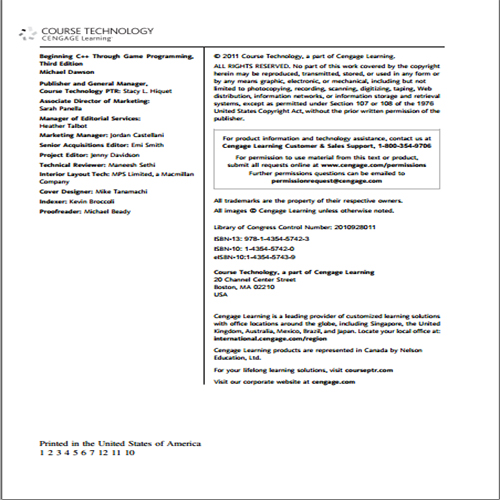 COURSE TECHNOLOGY
CENGAGE Learning
Beginning C++ Through Game Programming,
Third Edition
Michael Dawson
Publisher and General Manager,
Course Technology PTR: Stacy L. Hiquet
Associate Director of Marketing:
Sarah Panella
Manager of Editorial Services:
Heather Talbot
Marketing Manager: Jordan Castellani
Senior Acquisitions Editor: Emi Smith
Project Editor: Jenny Davidson
Technical Reviewer: Maneesh Sethi
Interior Layout Tech: MPS Limited, a Macmillan
Company
Cover Designer: Mike Tanamachi
Indexer: Kevin Broccoli
Proofreader: Michael Beady
© 2011 Course Technology, a part of Cengage Learning.
ALL RIGHTS RESERVED. No part of this work covered by the copyright
herein may be reproduced, transmitted, stored, or used in any form or
by any means graphic, electronic, or mechanical, including but not
limited to photocopying, recording, scanning, digitizing, taping, Web
distribution, information networks, or information storage and retrieval
systems, except as permitted under Section 107 or 108 of the 1976
United States Copyright Act, without the prior written permission of the
publisher.
For product information and technology assistance, contact us at
Cengage Learning Customer & Sales Support, 1-800-354-9706
For permission to use material from this text or product,
submit all requests online at www.cengage.com/permissions
Further permissions questions can be emailed to
permissionrequest@cengage.com
All trademarks are the property of their respective owners.
All images © Cengage Learning unless otherwise noted.
Library of Congress Control Number: 2010928011
ISBN-13: 978-1-4354-5742-3
ISBN-10: 1-4354-5742-0
eISBN-10:1-4354-5743-9
Course Technology, a part of Cengage Learning
20 Channel Center Street
Boston, MA 02210
USA
Cengage Learning is a leading provider of customized learning solutions
with office locations around the globe, including Singapore, the United
Kingdom, Australia, Mexico, Brazil, and Japan. Locate your local office at:
international.cengage.com/region
Cengage Learning products are represented in Canada by Nelson
Education, Ltd.
For your lifelong learning solutions, visit courseptr.com
Visit our corporate website at cengage.com
Printed in the United States of America
1 2 3 4 5 6 7 12 11 10